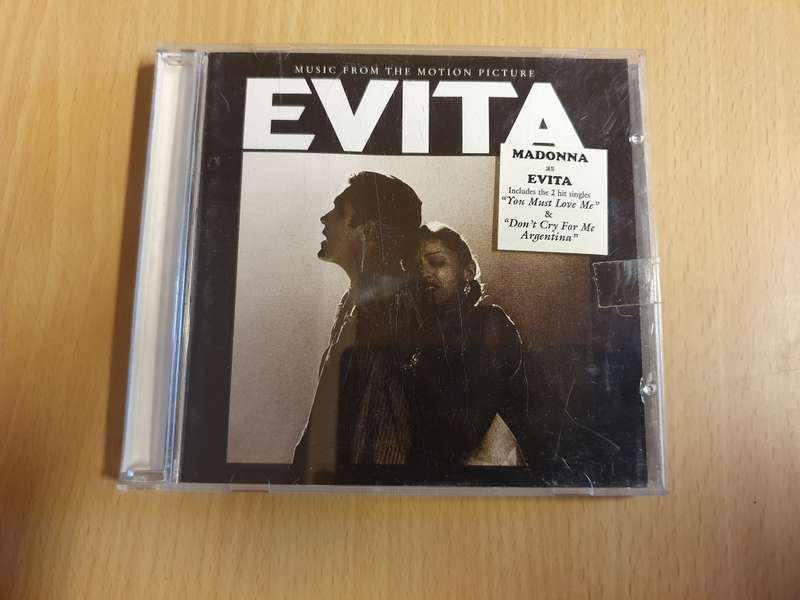 MUSIC FROM THE MOTION PICTURE
EVITA
MADONNA
as
EVITA
Includes the 2 hit singles
"You Must Love Me"
&
"Don't Cry For Me
Argentina"